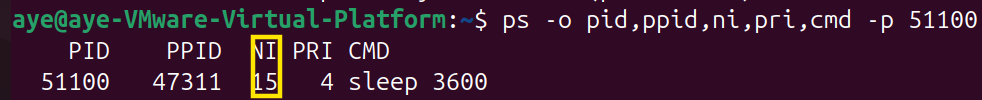 aye@aye-VMware-Virtual-Platform:~$ ps -o pid,ppid,ni,pri,cmd -p 51100
PID PPID NI PRI CMD
51100 47311 15 4 sleep 3600